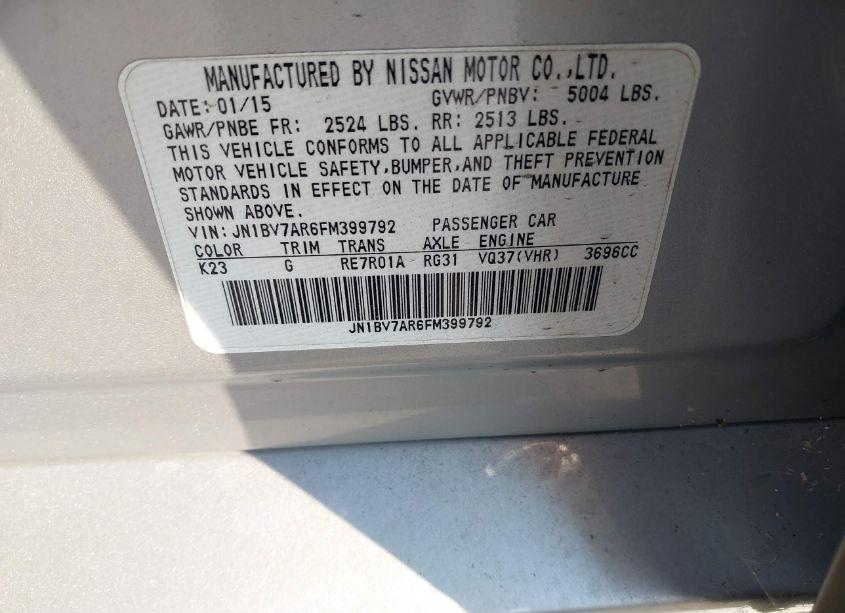 MANUFACTURED BY NISSAN MOTOR CO.,LTD.
DATE: 01/15 GVWR/PNBV: 5004 LBS.
GAWR/PNBE FR: 2524 LBS. RR: 2513 LBS.
THIS VEHICLE CONFORMS TO ALL APPLICABLE FEDERAL
MOTOR VEHICLE SAFETY,BUMPER,AND THEFT PREVENTION
STANDARDS IN EFFECT ON THE DATE OF MANUFACTURE
SHOWN ABOVE.
VIN: JN1BV7AR6FM399792 PASSENGER CAR
COLOR TRIM TRANS AXLE ENGINE
K23 G RE7R01A RG31 VQ37(VHR) 3696CC
JN1BV7AR6FM399792